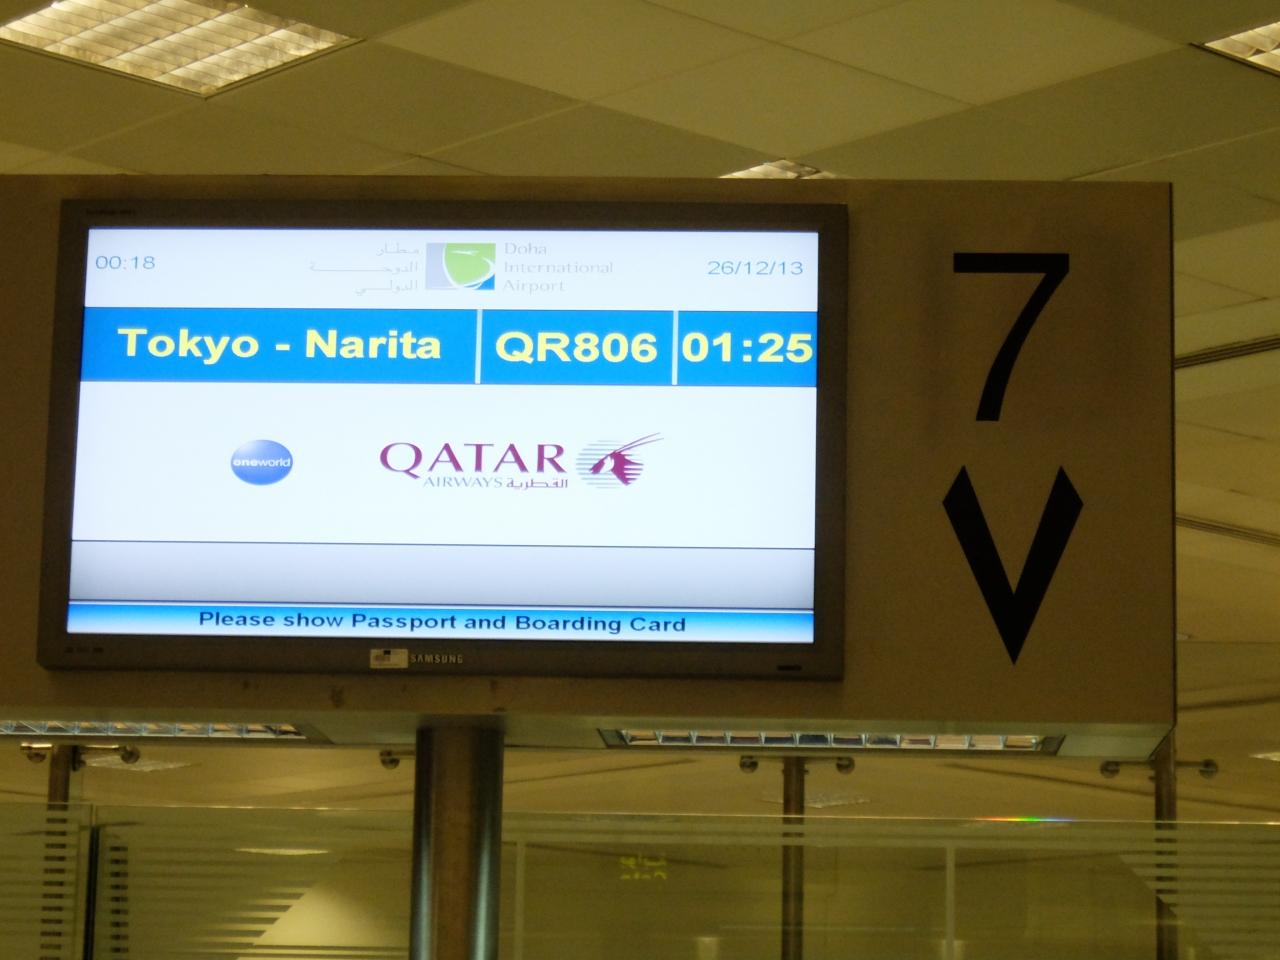 00:18
مطار
الدوحة
الدولي
Doha
International
Airport
26/12/13
Tokyo - Narita QR806 01:25
oneworld
QATAR
AIRWAYS القطرية
Please show Passport and Boarding Card
SAMSUNG
7
٧